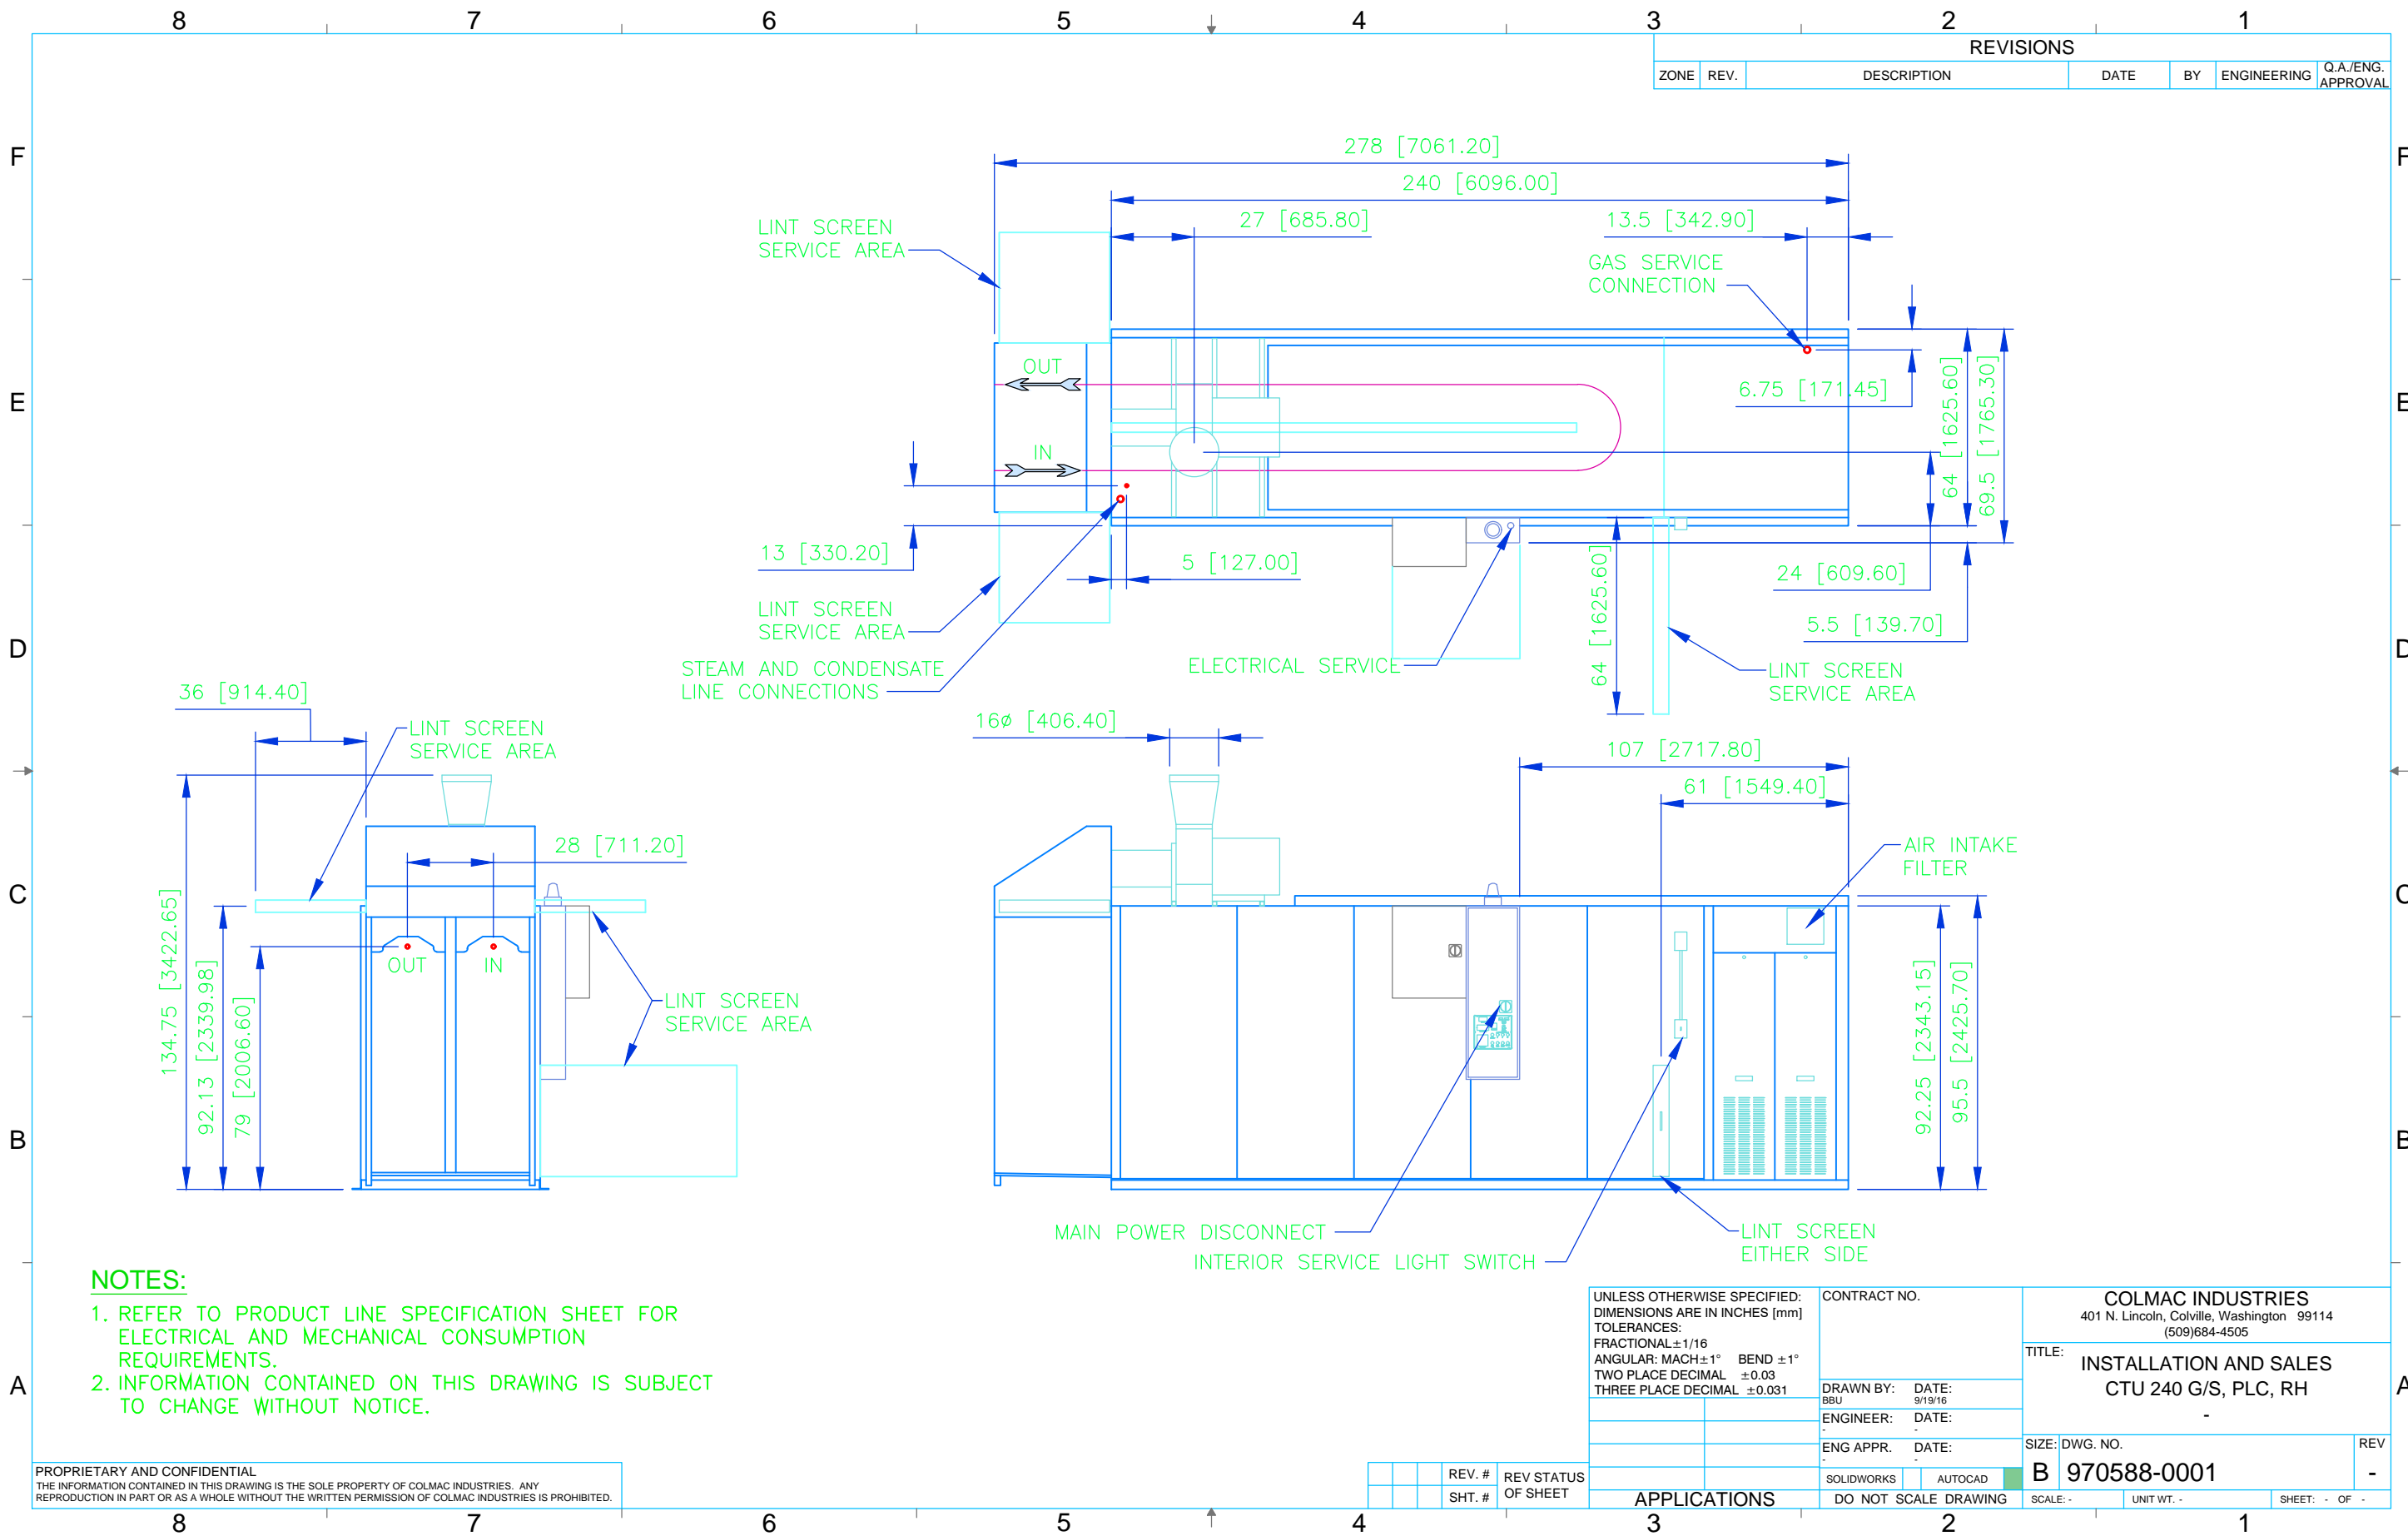 8 7 6 5 4 3 2 1
REVISIONS
ZONE REV. DESCRIPTION DATE BY ENGINEERING Q.A./ENG. APPROVAL
F F
278 [7061.20]
240 [6096.00]
27 [685.80]
13.5 [342.90]
LINT SCREEN
SERVICE AREA
GAS SERVICE
CONNECTION
OUT
IN
6.75 [171.45]
64 [1625.60]
69.5 [1765.30]
E E
13 [330.20]
5 [127.00]
24 [609.60]
5.5 [139.70]
64 [1625.60]
LINT SCREEN
SERVICE AREA
STEAM AND CONDENSATE
LINE CONNECTIONS
ELECTRICAL SERVICE
LINT SCREEN
SERVICE AREA
D D
36 [914.40]
LINT SCREEN
SERVICE AREA
28 [711.20]
134.75 [3422.65]
92.13 [2339.98]
79 [2006.60]
OUT IN
LINT SCREEN
SERVICE AREA
16ø [406.40]
107 [2717.80]
61 [1549.40]
AIR INTAKE
FILTER
C C
92.25 [2343.15]
95.5 [2425.70]
B B
MAIN POWER DISCONNECT
INTERIOR SERVICE LIGHT SWITCH
LINT SCREEN
EITHER SIDE
NOTES:
1. REFER TO PRODUCT LINE SPECIFICATION SHEET FOR
ELECTRICAL AND MECHANICAL CONSUMPTION
REQUIREMENTS.
2. INFORMATION CONTAINED ON THIS DRAWING IS SUBJECT
TO CHANGE WITHOUT NOTICE.
A A
UNLESS OTHERWISE SPECIFIED:
DIMENSIONS ARE IN INCHES [mm]
TOLERANCES:
FRACTIONAL±1/16
ANGULAR: MACH±1° BEND ±1°
TWO PLACE DECIMAL ±0.03
THREE PLACE DECIMAL ±0.031
APPLICATIONS
CONTRACT NO.
DRAWN BY: DATE:
BBU 9/19/16
ENGINEER: DATE:
- -
ENG APPR. DATE:
- -
SOLIDWORKS AUTOCAD
DO NOT SCALE DRAWING
COLMAC INDUSTRIES
401 N. Lincoln, Colville, Washington 99114
(509)684-4505
TITLE:
INSTALLATION AND SALES
CTU 240 G/S, PLC, RH
-
SIZE: DWG. NO. REV
B 970588-0001 -
SCALE: - UNIT WT. - SHEET: - OF -
REV. #
SHT. #
REV STATUS
OF SHEET
PROPRIETARY AND CONFIDENTIAL
THE INFORMATION CONTAINED IN THIS DRAWING IS THE SOLE PROPERTY OF COLMAC INDUSTRIES. ANY
REPRODUCTION IN PART OR AS A WHOLE WITHOUT THE WRITTEN PERMISSION OF COLMAC INDUSTRIES IS PROHIBITED.
8 7 6 5 4 3 2 1